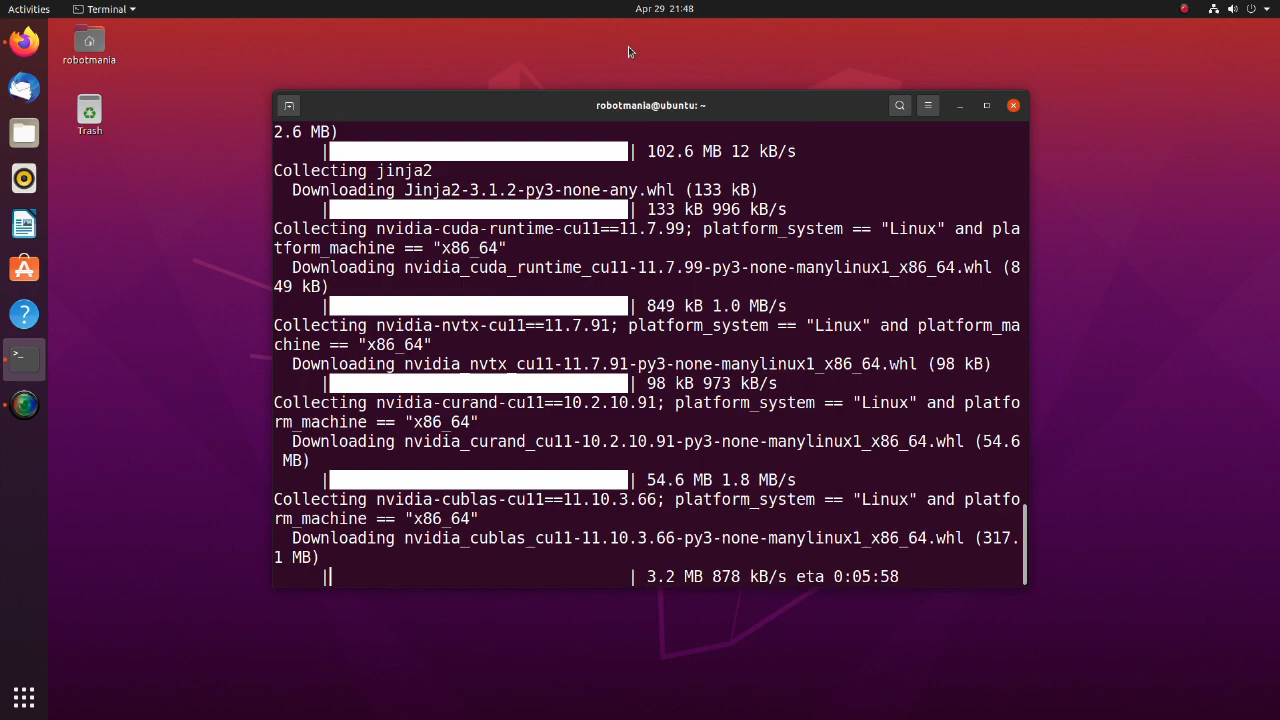 Activities
Terminal
Apr 29 21:48
robotmania
Trash
robotmania@ubuntu: ~
2.6 MB)
| | 102.6 MB 12 kB/s
Collecting jinja2
Downloading Jinja2-3.1.2-py3-none-any.whl (133 kB)
| | 133 kB 996 kB/s
Collecting nvidia-cuda-runtime-cu11==11.7.99; platform_system == "Linux" and pla
tform_machine == "x86_64"
Downloading nvidia_cuda_runtime_cu11-11.7.99-py3-none-manylinux1_x86_64.whl (8
49 kB)
| | 849 kB 1.0 MB/s
Collecting nvidia-nvtx-cu11==11.7.91; platform_system == "Linux" and platform_ma
chine == "x86_64"
Downloading nvidia_nvtx_cu11-11.7.91-py3-none-manylinux1_x86_64.whl (98 kB)
| | 98 kB 973 kB/s
Collecting nvidia-curand-cu11==10.2.10.91; platform_system == "Linux" and platfo
rm_machine == "x86_64"
Downloading nvidia_curand_cu11-10.2.10.91-py3-none-manylinux1_x86_64.whl (54.6
MB)
| | 54.6 MB 1.8 MB/s
Collecting nvidia-cublas-cu11==11.10.3.66; platform_system == "Linux" and platfo
rm_machine == "x86_64"
Downloading nvidia_cublas_cu11-11.10.3.66-py3-none-manylinux1_x86_64.whl (317.
1 MB)
| | 3.2 MB 878 kB/s eta 0:05:58